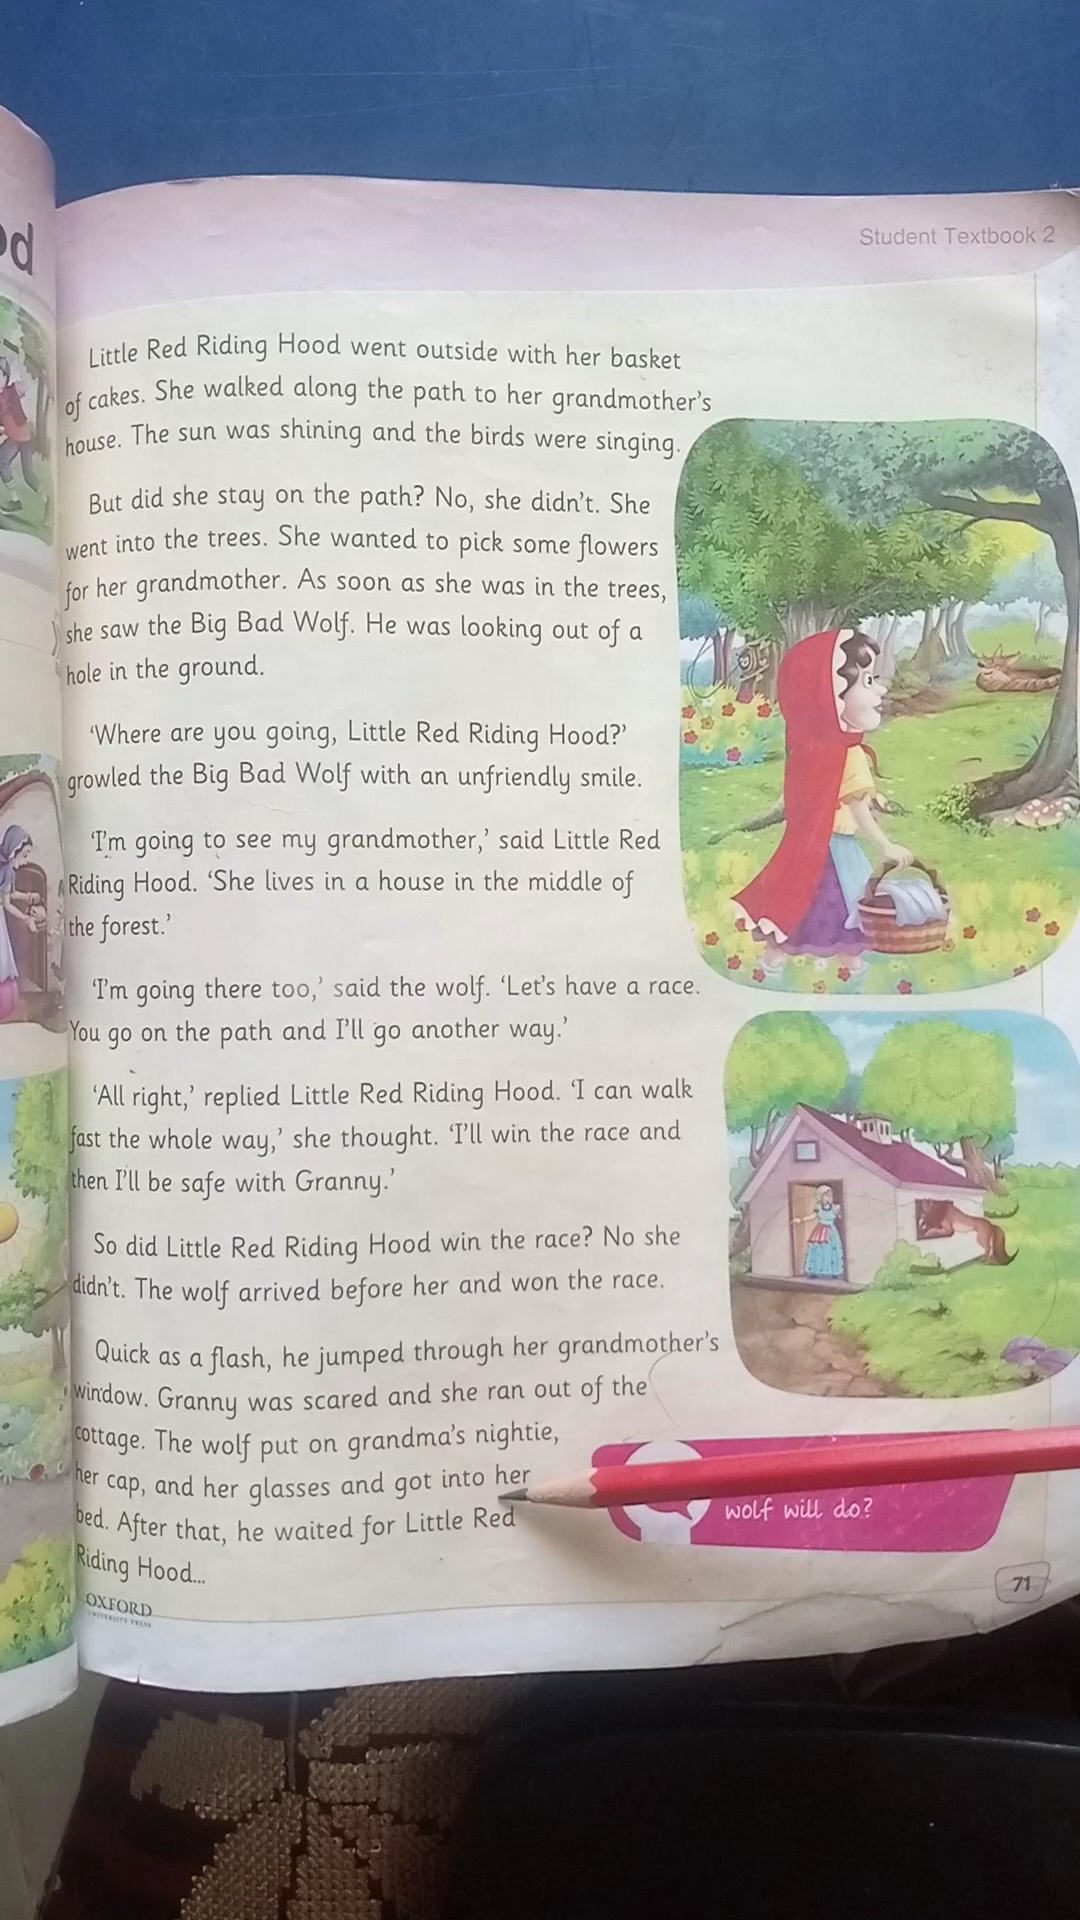 Student Textbook 2
Little Red Riding Hood went outside with her basket
of cakes. She walked along the path to her grandmother's
house. The sun was shining and the birds were singing.
But did she stay on the path? No, she didn't. She
went into the trees. She wanted to pick some flowers
for her grandmother. As soon as she was in the trees,
she saw the Big Bad Wolf. He was looking out of a
hole in the ground.
'Where are you going, Little Red Riding Hood?'
growled the Big Bad Wolf with an unfriendly smile.
'I'm going to see my grandmother,' said Little Red
Riding Hood. 'She lives in a house in the middle of
the forest.'
'I'm going there too,' said the wolf. 'Let's have a race.
You go on the path and I'll go another way.'
'All right,' replied Little Red Riding Hood. 'I can walk
fast the whole way,' she thought. 'I'll win the race and
then I'll be safe with Granny.'
So did Little Red Riding Hood win the race? No she
didn't. The wolf arrived before her and won the race.
Quick as a flash, he jumped through her grandmother's
window. Granny was scared and she ran out of the
cottage. The wolf put on grandma's nightie,
her cap, and her glasses and got into her
bed. After that, he waited for Little Red
Riding Hood...
wolf will do?
71
OXFORD
UNIVERSITY PRESS